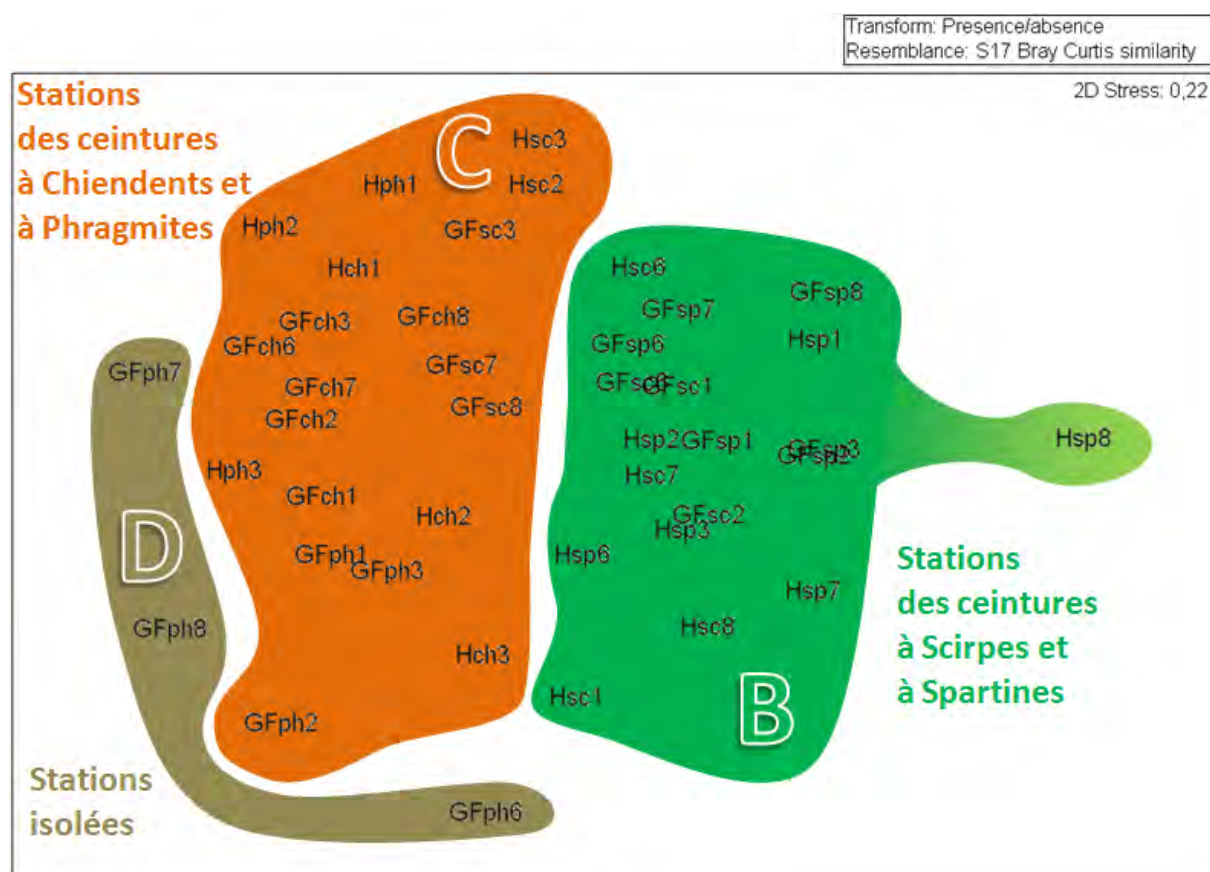 Transform: Presence/absence
Resemblance: S17 Bray Curtis similarity
2D Stress: 0,22
Stations
des ceintures
à Chiendents et
à Phragmites
C
Hsc3
Hph1
Hsc2
Hph2
GFsc3
Hch1
Hsc6
GFsp8
GFsp7
GFch3
GFch8
Hsp1
GFch6
GFsp6
GFph7
GFsc7
GFch7
GFsc6
GFsc1
GFsc8
GFch2
Hsp2
GFsp1
Hsp8
GFsp3
GFsp2
Hph3
Hsc7
GFch1
Hch2
GFsc2
Hsp3
D
GFph1
GFph3
Hsp6
Stations
des ceintures
à Scirpes et
à Spartines
Hsp7
GFph8
Hsc8
Hch3
Hsc1
B
GFph2
Stations
isolées
GFph6